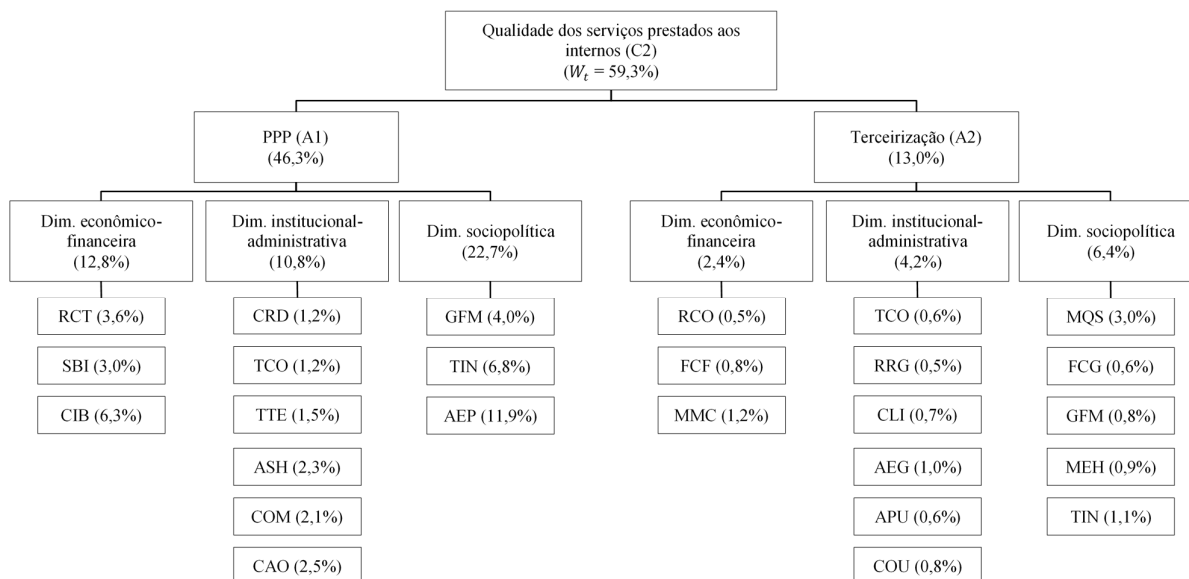 Qualidade dos serviços prestados aos
internos (C2)
(W_t = 59,3%)
PPP (A1)
(46,3%)
Terceirização (A2)
(13,0%)
Dim. econômico-
financeira
(12,8%)
Dim. institucional-
administrativa
(10,8%)
Dim. sociopolítica
(22,7%)
Dim. econômico-
financeira
(2,4%)
Dim. institucional-
administrativa
(4,2%)
Dim. sociopolítica
(6,4%)
RCT (3,6%)
SBI (3,0%)
CIB (6,3%)
CRD (1,2%)
TCO (1,2%)
TTE (1,5%)
ASH (2,3%)
COM (2,1%)
CAO (2,5%)
GFM (4,0%)
TIN (6,8%)
AEP (11,9%)
RCO (0,5%)
FCF (0,8%)
MMC (1,2%)
TCO (0,6%)
RRG (0,5%)
CLI (0,7%)
AEG (1,0%)
APU (0,6%)
COU (0,8%)
MQS (3,0%)
FCG (0,6%)
GFM (0,8%)
MEH (0,9%)
TIN (1,1%)